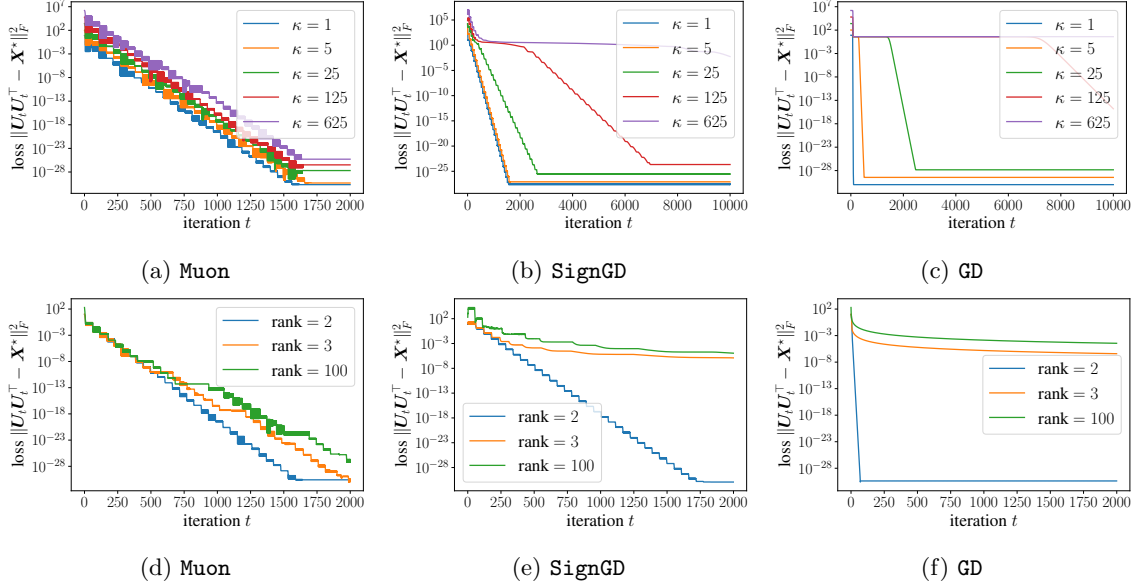 10^2
10^7
10^2
10^{-3}
10^{-8}
10^{-13}
10^{-18}
10^{-23}
10^{-28}
loss ||U_t U_t^⊤ − X^⋆||_F^2
κ = 1
κ = 5
κ = 25
κ = 125
κ = 625
0 250 500 750 1000 1250 1500 1750 2000
iteration t
(a) Muon
10^5
10^0
10^{-5}
10^{-10}
10^{-15}
10^{-20}
10^{-25}
loss ||U_t U_t^⊤ − X^⋆||_F^2
κ = 1
κ = 5
κ = 25
κ = 125
κ = 625
0 2000 4000 6000 8000 10000
iteration t
(b) SignGD
10^7
10^2
10^{-3}
10^{-8}
10^{-13}
10^{-18}
10^{-23}
10^{-28}
loss ||U_t U_t^⊤ − X^⋆||_F^2
κ = 1
κ = 5
κ = 25
κ = 125
κ = 625
0 2000 4000 6000 8000 10000
iteration t
(c) GD
10^2
10^{-3}
10^{-8}
10^{-13}
10^{-18}
10^{-23}
10^{-28}
loss ||U_t U_t^⊤ − X^⋆||_F^2
rank = 2
rank = 3
rank = 100
0 250 500 750 1000 1250 1500 1750 2000
iteration t
(d) Muon
10^2
10^{-3}
10^{-8}
10^{-13}
10^{-18}
10^{-23}
10^{-28}
loss ||U_t U_t^⊤ − X^⋆||_F^2
rank = 2
rank = 3
rank = 100
0 250 500 750 1000 1250 1500 1750 2000
iteration t
(e) SignGD
10^2
10^{-3}
10^{-8}
10^{-13}
10^{-18}
10^{-23}
10^{-28}
loss ||U_t U_t^⊤ − X^⋆||_F^2
rank = 2
rank = 3
rank = 100
0 250 500 750 1000 1250 1500 1750 2000
iteration t
(f) GD